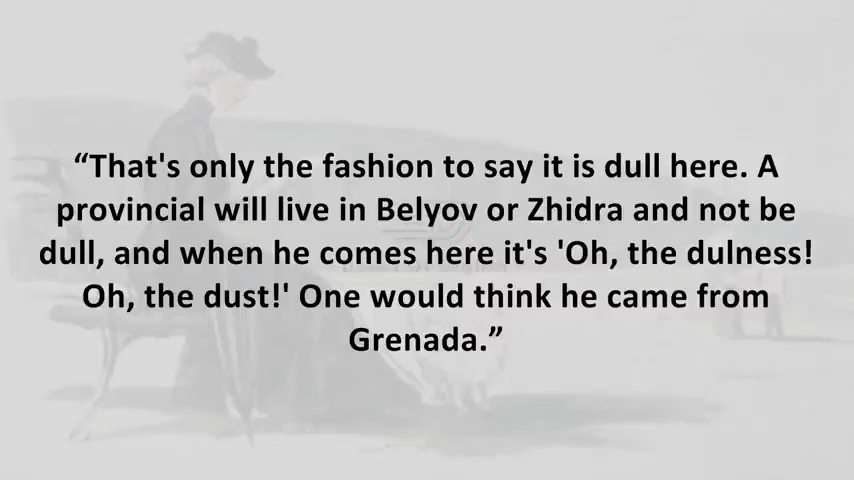 “That's only the fashion to say it is dull here. A
provincial will live in Belyov or Zhidra and not be
dull, and when he comes here it's 'Oh, the dulness!
Oh, the dust!' One would think he came from
Grenada.”